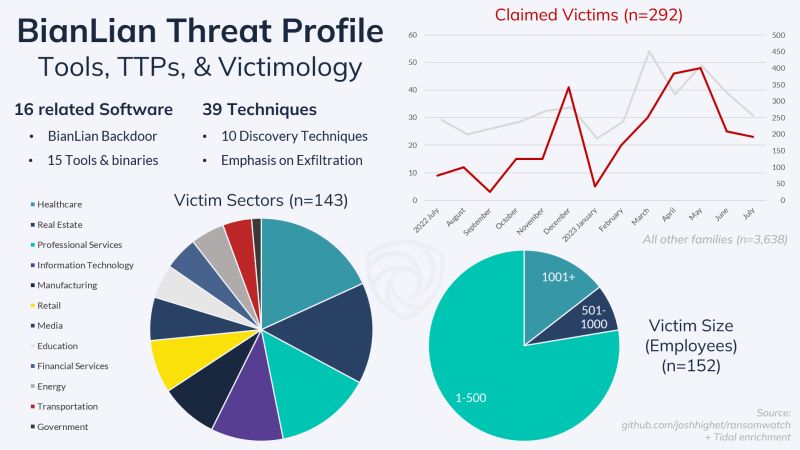 BianLian Threat Profile
Tools, TTPs, & Victimology
16 related Software
• BianLian Backdoor
• 15 Tools & binaries
39 Techniques
• 10 Discovery Techniques
• Emphasis on Exfiltration
Claimed Victims (n=292)
60
50
40
30
20
10
0
500
450
400
350
300
250
200
150
100
50
0
2022 July
August
September
October
November
December
2023 January
February
March
April
May
June
July
All other families (n=3,638)
Victim Sectors (n=143)
Healthcare
Real Estate
Professional Services
Information Technology
Manufacturing
Retail
Media
Education
Financial Services
Energy
Transportation
Government
1001+
501-
1000
1-500
Victim Size
(Employees)
(n=152)
Source:
github.com/joshhighet/ransomwatch
+ Tidal enrichment